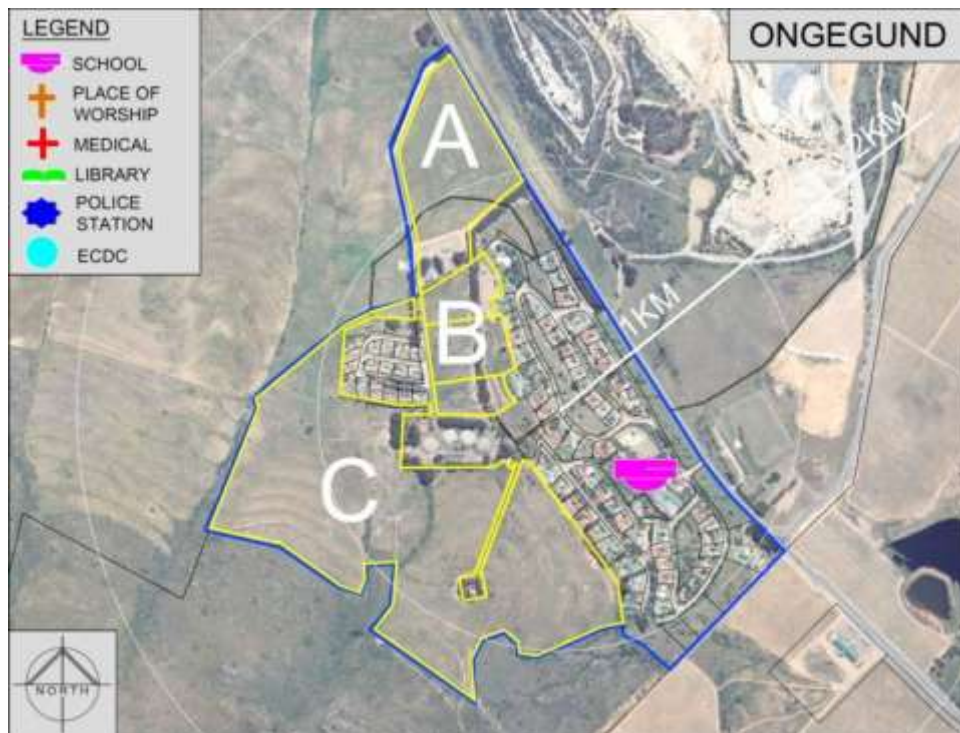 LEGEND
SCHOOL
PLACE OF
WORSHIP
MEDICAL
LIBRARY
POLICE
STATION
ECDC
ONGEGUND
A
B
C
1KM
2KM
NORTH